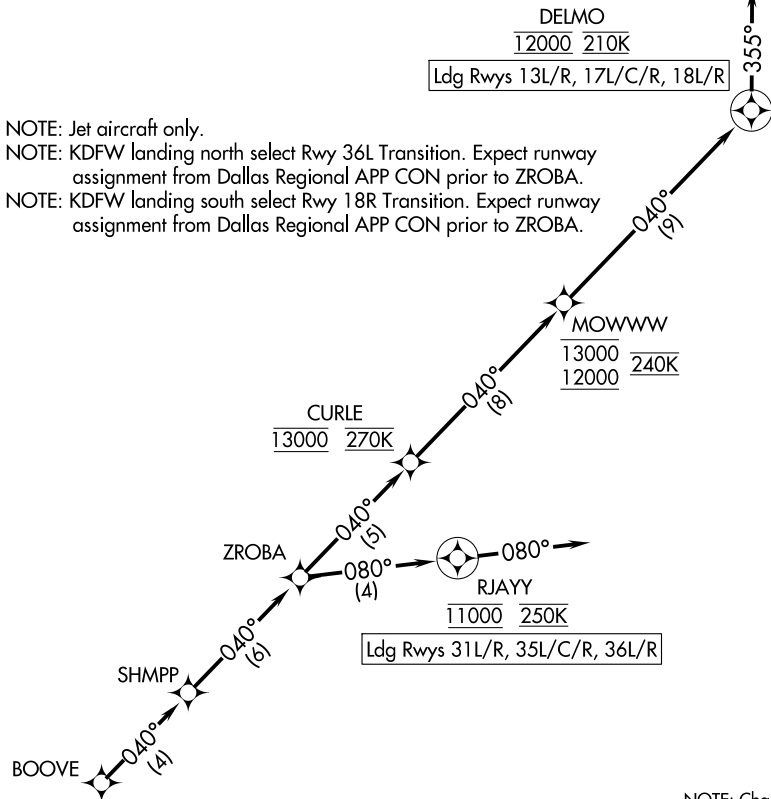 DELMO
12000 210K
Ldg Rwys 13L/R, 17L/C/R, 18L/R
355°
NOTE: Jet aircraft only.
NOTE: KDFW landing north select Rwy 36L Transition. Expect runway
assignment from Dallas Regional APP CON prior to ZROBA.
NOTE: KDFW landing south select Rwy 18R Transition. Expect runway
assignment from Dallas Regional APP CON prior to ZROBA.
040°
(9)
MOWWW
13000
12000
240K
040°
(8)
CURLE
13000 270K
040°
(5)
ZROBA
080°
(4)
080°
RJAYY
11000 250K
Ldg Rwys 31L/R, 35L/C/R, 36L/R
040°
(6)
SHMPP
040°
(4)
BOOVE
NOTE: